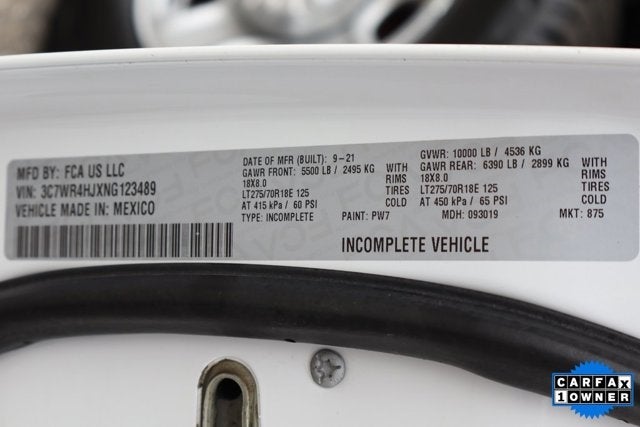 MFD BY: FCA US LLC
VIN: 3C7WR4HJXNG123489
VEHICLE MADE IN: MEXICO
DATE OF MFR (BUILT): 9-21
GAWR FRONT: 5500 LB / 2495 KG WITH
18X8.0 RIMS
LT275/70R18E 125 TIRES
AT 415 kPa / 60 PSI COLD
TYPE: INCOMPLETE PAINT: PW7
GVWR: 10000 LB / 4536 KG
GAWR REAR: 6390 LB / 2899 KG WITH
18X8.0 RIMS
LT275/70R18E 125 TIRES
AT 450 kPa / 65 PSI COLD
MDH: 093019 MKT: 875
INCOMPLETE VEHICLE
CARFAX
1 OWNER